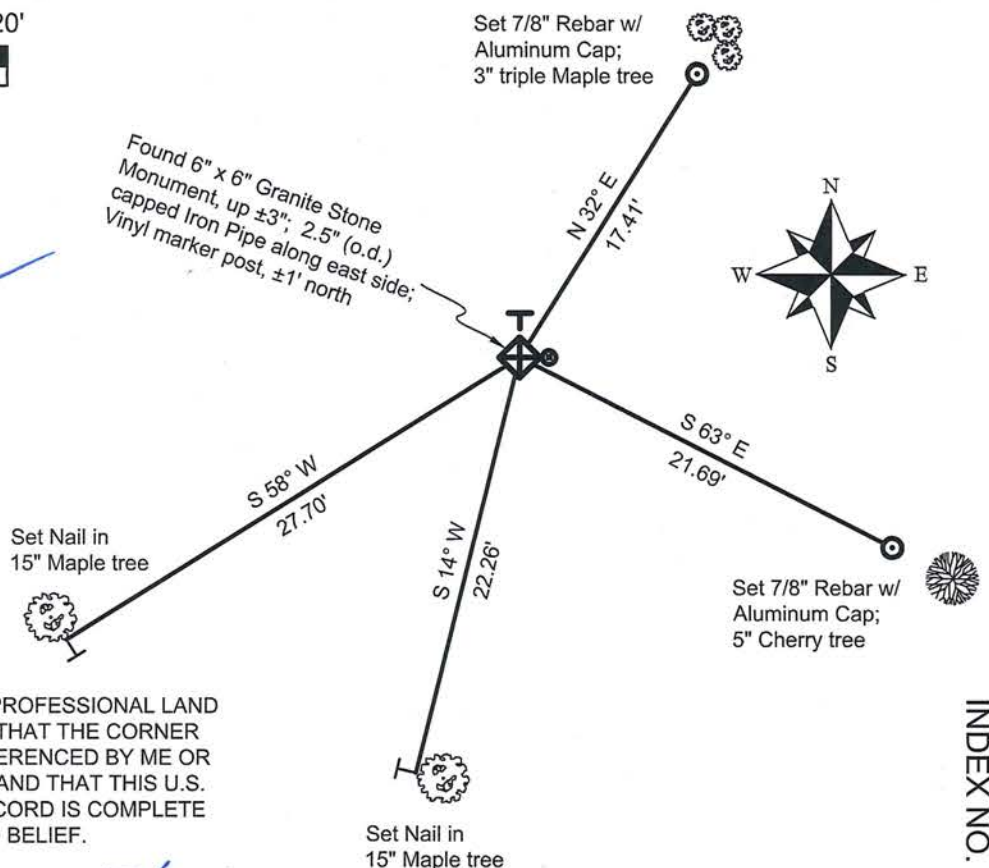 20'
Set 7/8" Rebar w/
Aluminum Cap;
3" triple Maple tree
Found 6" x 6" Granite Stone
Monument, up ±3"; 2.5" (o.d.)
capped Iron Pipe along east side;
Vinyl marker post, ±1' north
N 32° E
17.41'
N
W
E
S
S 63° E
21.69'
S 58° W
27.70'
S 14° W
22.26'
Set Nail in
15" Maple tree
Set 7/8" Rebar w/
Aluminum Cap;
5" Cherry tree
PROFESSIONAL LAND
THAT THE CORNER
ERENCED BY ME OR
AND THAT THIS U.S.
CORD IS COMPLETE
BELIEF.
Set Nail in
15" Maple tree
INDEX NO.